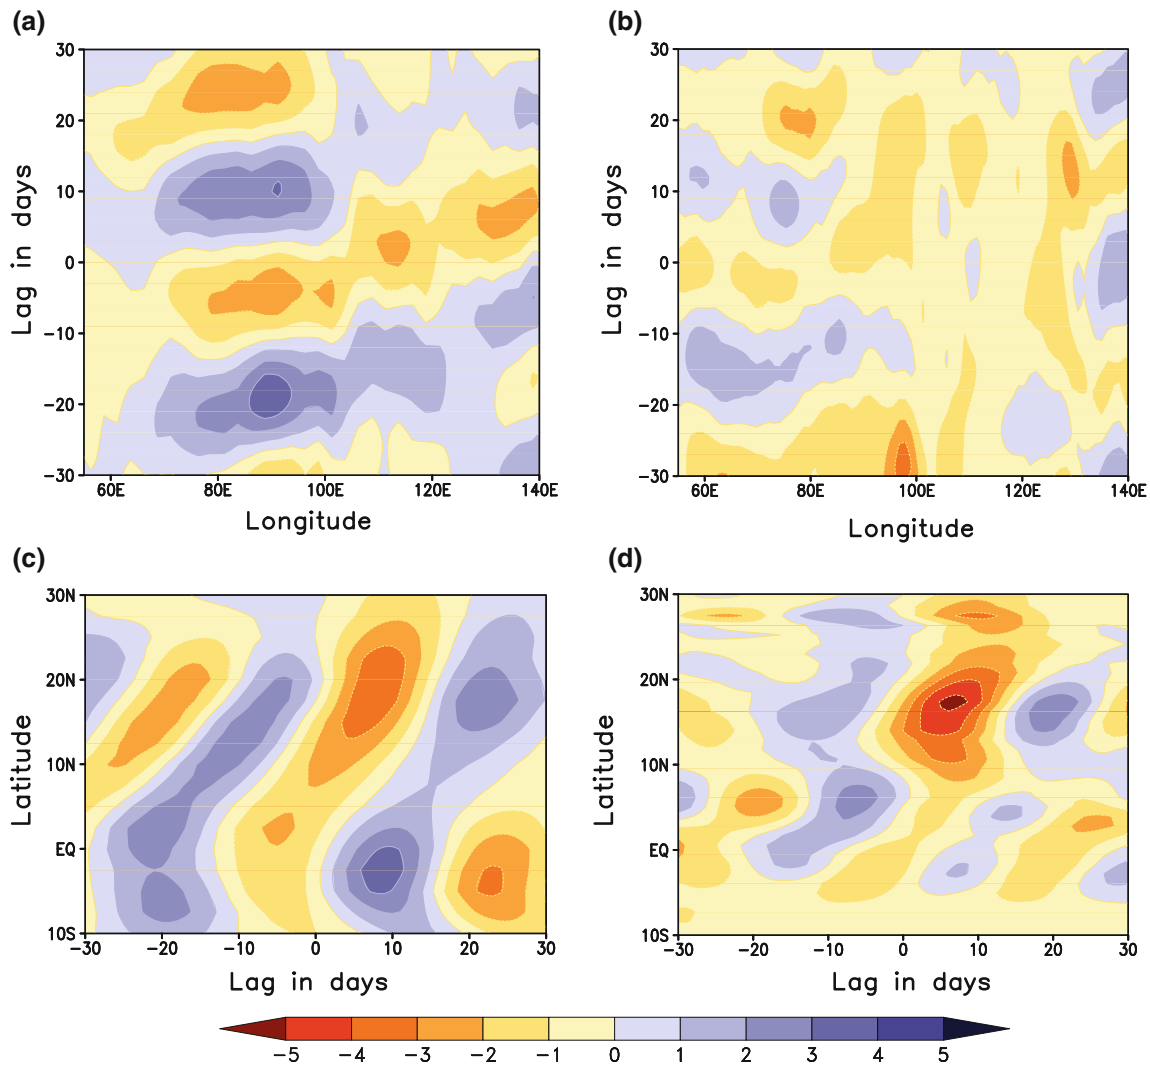 (a)
(b)
30
20
10
0
-10
-20
-30
Lag in days
60E 80E 100E 120E 140E
Longitude
30
20
10
0
-10
-20
-30
Lag in days
60E 80E 100E 120E 140E
Longitude
(c)
(d)
30N
20N
10N
EQ
10S
Latitude
-30 -20 -10 0 10 20 30
Lag in days
30N
20N
10N
EQ
10S
Latitude
-30 -20 -10 0 10 20 30
Lag in days
-5 -4 -3 -2 -1 0 1 2 3 4 5